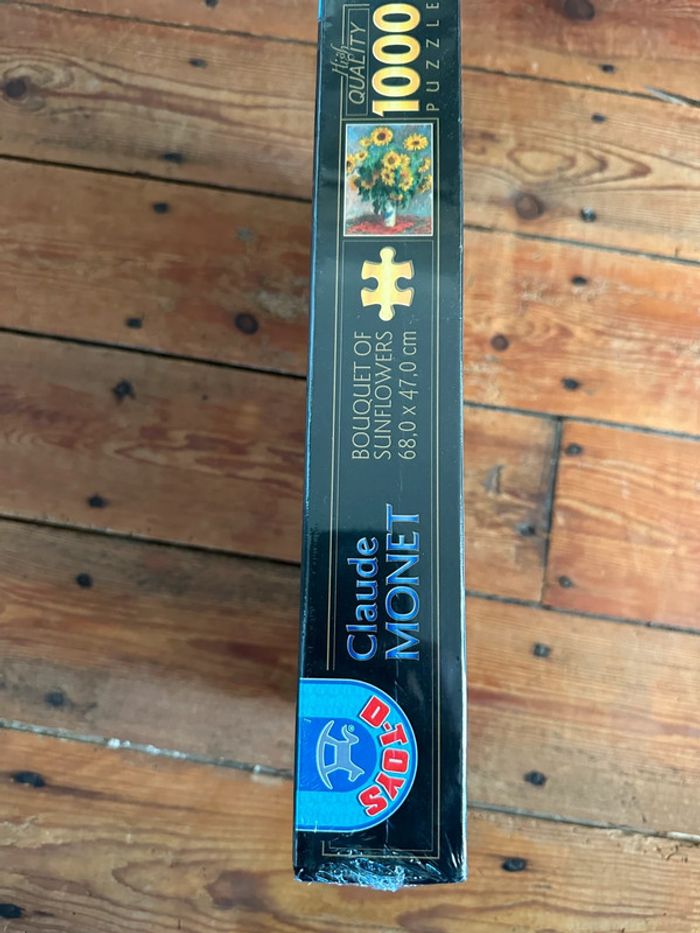 D-TOYS
Claude
MONET
BOUQUET OF
SUNFLOWERS
68,0 x 47,0 cm
High
QUALITY
1000
PUZZLE